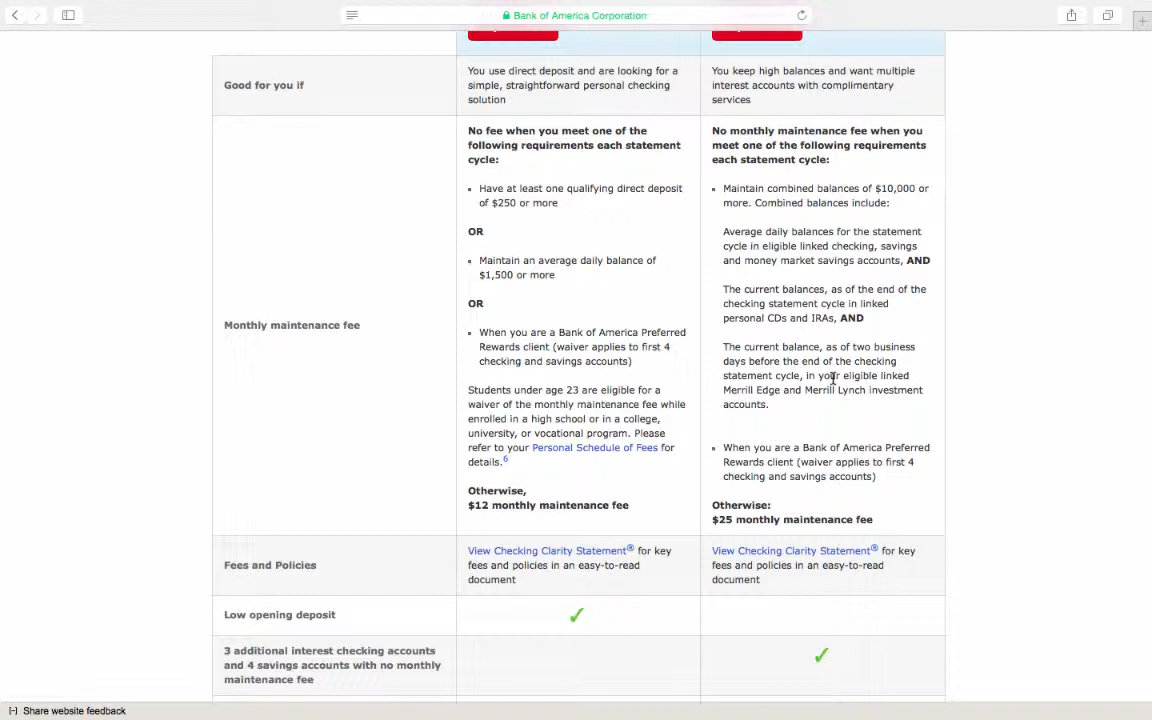 Bank of America Corporation
Good for you if
You use direct deposit and are looking for a
simple, straightforward personal checking
solution
You keep high balances and want multiple
interest accounts with complimentary
services
Monthly maintenance fee
No fee when you meet one of the
following requirements each statement
cycle:
Have at least one qualifying direct deposit
of $250 or more
OR
Maintain an average daily balance of
$1,500 or more
OR
When you are a Bank of America Preferred
Rewards client (waiver applies to first 4
checking and savings accounts)
Students under age 23 are eligible for a
waiver of the monthly maintenance fee while
enrolled in a high school or in a college,
university, or vocational program. Please
refer to your Personal Schedule of Fees for
details.6
Otherwise,
$12 monthly maintenance fee
No monthly maintenance fee when you
meet one of the following requirements
each statement cycle:
Maintain combined balances of $10,000 or
more. Combined balances include:
Average daily balances for the statement
cycle in eligible linked checking, savings
and money market savings accounts, AND
The current balances, as of the end of the
checking statement cycle in linked
personal CDs and IRAs, AND
The current balance, as of two business
days before the end of the checking
statement cycle, in your eligible linked
Merrill Edge and Merrill Lynch investment
accounts.
When you are a Bank of America Preferred
Rewards client (waiver applies to first 4
checking and savings accounts)
Otherwise:
$25 monthly maintenance fee
Fees and Policies
View Checking Clarity Statement® for key
fees and policies in an easy-to-read
document
View Checking Clarity Statement® for key
fees and policies in an easy-to-read
document
Low opening deposit
3 additional interest checking accounts
and 4 savings accounts with no monthly
maintenance fee
[-] Share website feedback